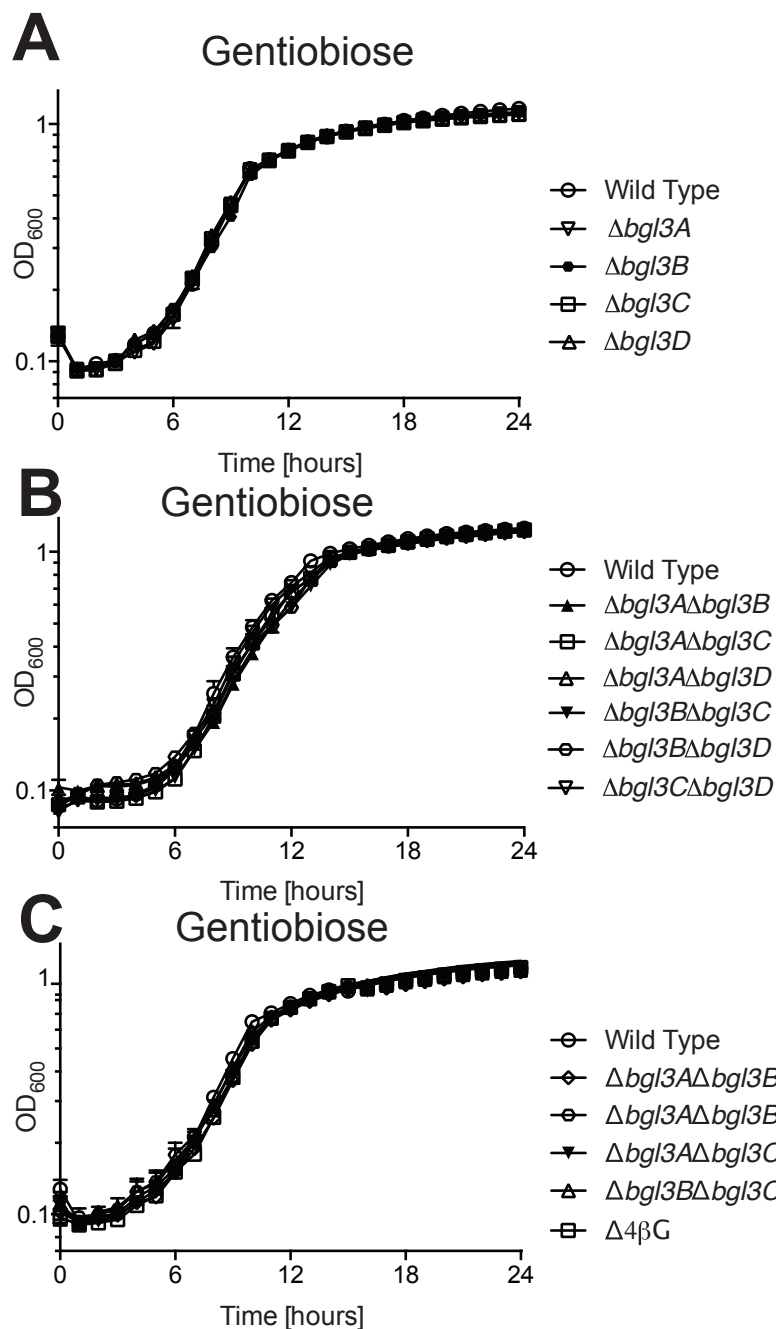 A
Gentiobiose
OD600
1
0.1
0
6
12
18
24
Time [hours]
Wild Type
Δbgl3A
Δbgl3B
Δbgl3C
Δbgl3D
B
Gentiobiose
OD600
1
0.1
0
6
12
18
24
Time [hours]
Wild Type
Δbgl3AΔbgl3B
Δbgl3AΔbgl3C
Δbgl3AΔbgl3D
Δbgl3BΔbgl3C
Δbgl3BΔbgl3D
Δbgl3CΔbgl3D
C
Gentiobiose
OD600
1
0.1
0
6
12
18
24
Time [hours]
Wild Type
Δbgl3AΔbgl3B
Δbgl3AΔbgl3B
Δbgl3AΔbgl3C
Δbgl3BΔbgl3C
Δ4βG